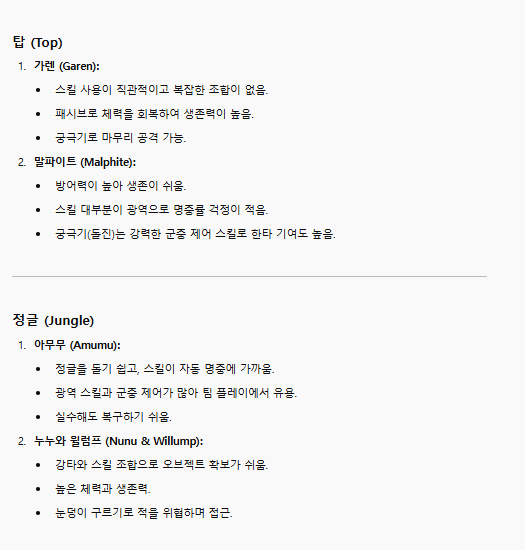 탑 (Top)
1. 가렌 (Garen):
• 스킬 사용이 직관적이고 복잡한 조합이 없음.
• 패시브로 체력을 회복하여 생존력이 높음.
• 궁극기로 마무리 공격 가능.
2. 말파이트 (Malphite):
• 방어력이 높아 생존이 쉬움.
• 스킬 대부분이 광역으로 명중률 걱정이 적음.
• 궁극기(돌진)는 강력한 군중 제어 스킬로 한타 기여도 높음.
정글 (Jungle)
1. 아무무 (Amumu):
• 정글을 돌기 쉽고, 스킬이 자동 명중에 가까움.
• 광역 스킬과 군중 제어가 많아 팀 플레이에서 유용.
• 실수해도 복구하기 쉬움.
2. 누누와 윌럼프 (Nunu & Willump):
• 강타와 스킬 조합으로 오브젝트 확보가 쉬움.
• 높은 체력과 생존력.
• 눈덩이 구르기로 적을 위협하며 접근.